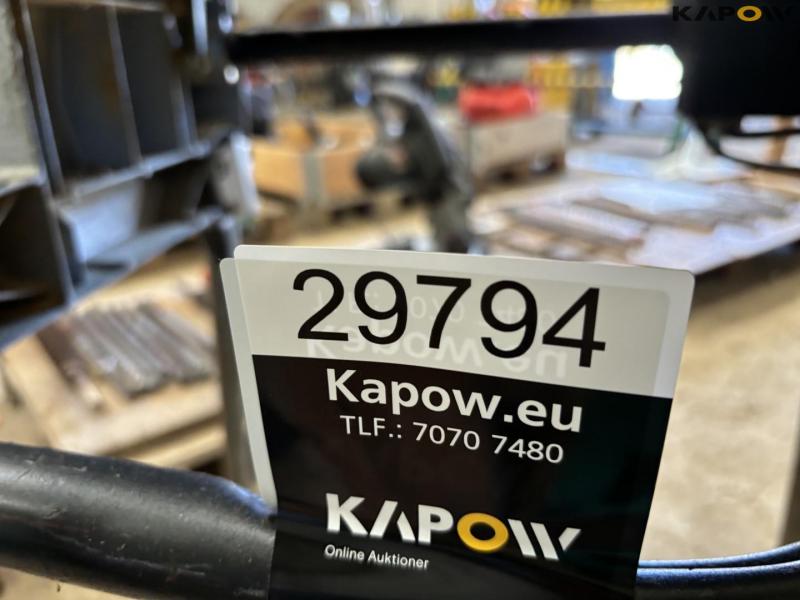 KAPOW
29794
Kapow.eu
TLF.: 7070 7480
KAPOW
Online Auktioner